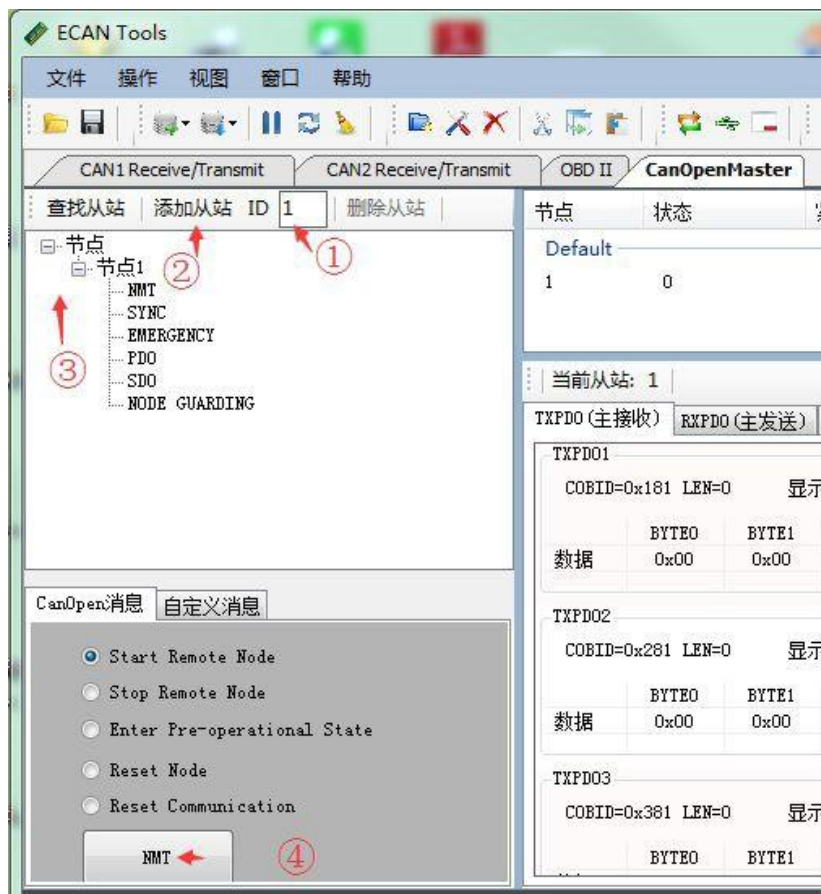 ECAN Tools
文件 操作 视图 窗口 帮助
CAN1 Receive/Transmit CAN2 Receive/Transmit OBD II CanOpenMaster
查找从站 添加从站 ID 1 删除从站
①
②
节点
节点1
NMT
SYNC
EMERGENCY
PDO
SDO
NODE GUARDING
③
节点 状态
Default
1 0
当前从站: 1
TXPDO(主接收) RXPDO(主发送)
TXPDO1
COBID=0x181 LEN=0 显示
BYTE0 BYTE1
数据 0x00 0x00
TXPDO2
COBID=0x281 LEN=0 显示
BYTE0 BYTE1
数据 0x00 0x00
TXPDO3
COBID=0x381 LEN=0 显示
BYTE0 BYTE1
CanOpen消息 自定义消息
Start Remote Node
Stop Remote Node
Enter Pre-operational State
Reset Node
Reset Communication
NMT
④